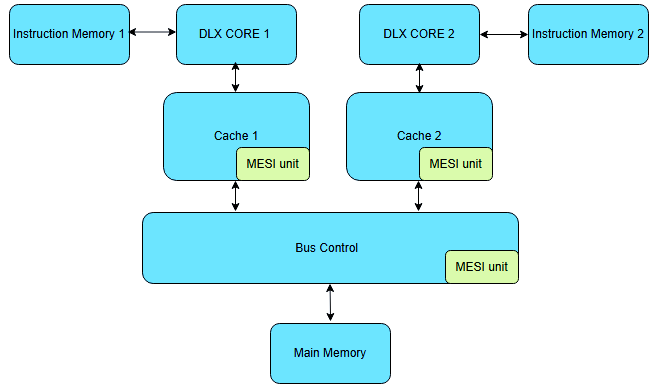 Instruction Memory 1
DLX CORE 1
DLX CORE 2
Instruction Memory 2
Cache 1
MESI unit
Cache 2
MESI unit
Bus Control
MESI unit
Main Memory